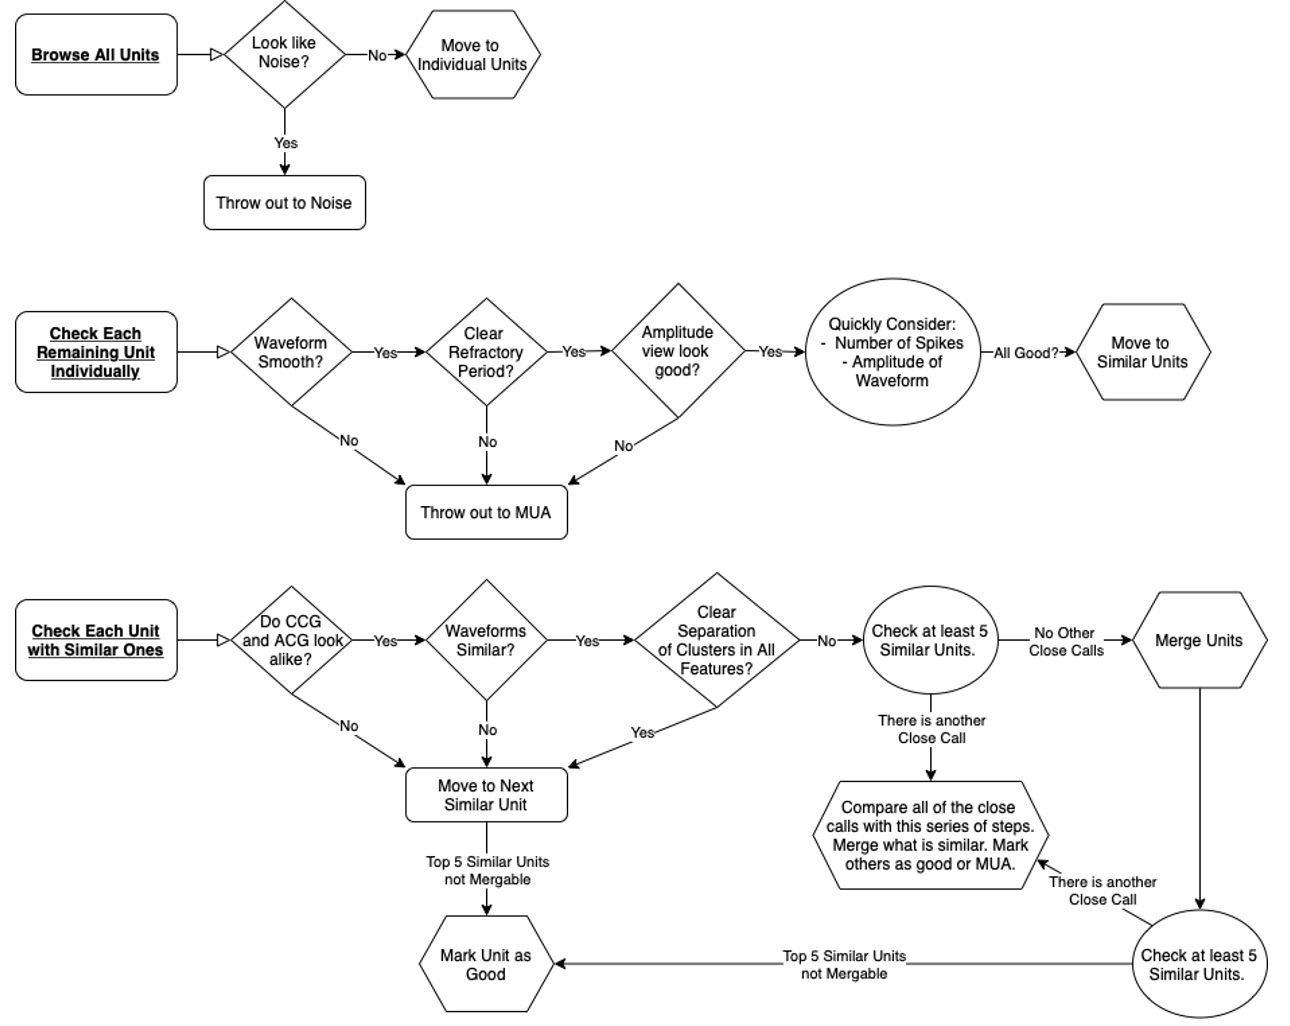 Browse All Units
Look like
Noise?
No
Move to
Individual Units
Yes
Throw out to Noise
Check Each
Remaining Unit
Individually
Waveform
Smooth?
Yes
Clear
Refractory
Period?
Yes
Amplitude
view look
good?
Yes
Quickly Consider:
- Number of Spikes
- Amplitude of
Waveform
All Good?
Move to
Similar Units
No
No
No
Throw out to MUA
Check Each Unit
with Similar Ones
Do CCG
and ACG look
alike?
Yes
Waveforms
Similar?
Yes
Clear
Separation
of Clusters in All
Features?
No
Check at least 5
Similar Units.
No Other
Close Calls
Merge Units
No
No
Yes
There is another
Close Call
Move to Next
Similar Unit
Compare all of the close
calls with this series of steps.
Merge what is similar. Mark
others as good or MUA.
Top 5 Similar Units
not Mergable
There is another
Close Call
Mark Unit as
Good
Top 5 Similar Units
not Mergable
Check at least 5
Similar Units.